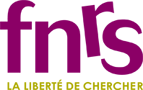 fnrs
LA LIBERTÉ DE CHERCHER